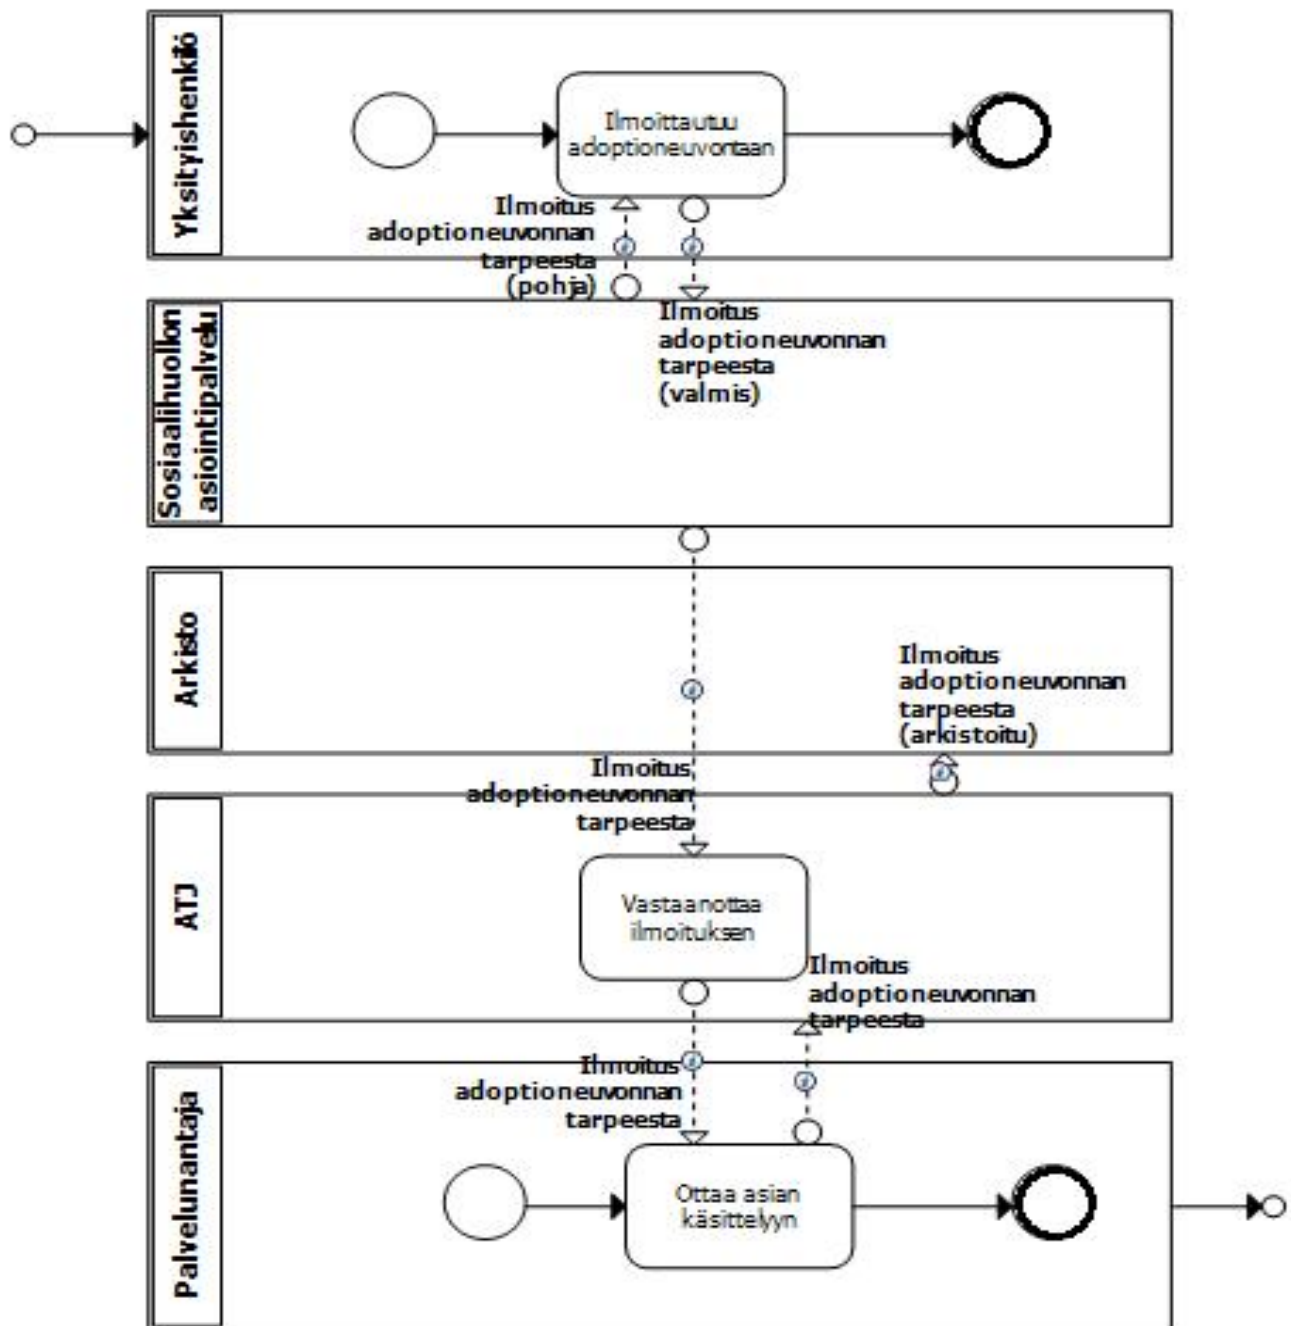 Yksityishenkilö
Ilmoittautuu
adoptioneuvontaan
Ilmoitus
adoptioneuvonnan
tarpeesta
(pohja)
Sosiaalihuollon
asiointipalvelu
Ilmoitus
adoptioneuvonnan
tarpeesta
(valmis)
Arkisto
Ilmoitus
adoptioneuvonnan
tarpeesta
(arkistoitu)
Ilmoitus
adoptioneuvonnan
tarpeesta
ATJ
Vastaanottaa
ilmoituksen
Ilmoitus
adoptioneuvonnan
tarpeesta
Ilmoitus
adoptioneuvonnan
tarpeesta
Palvelunantaja
Ottaa asian
käsittelyyn